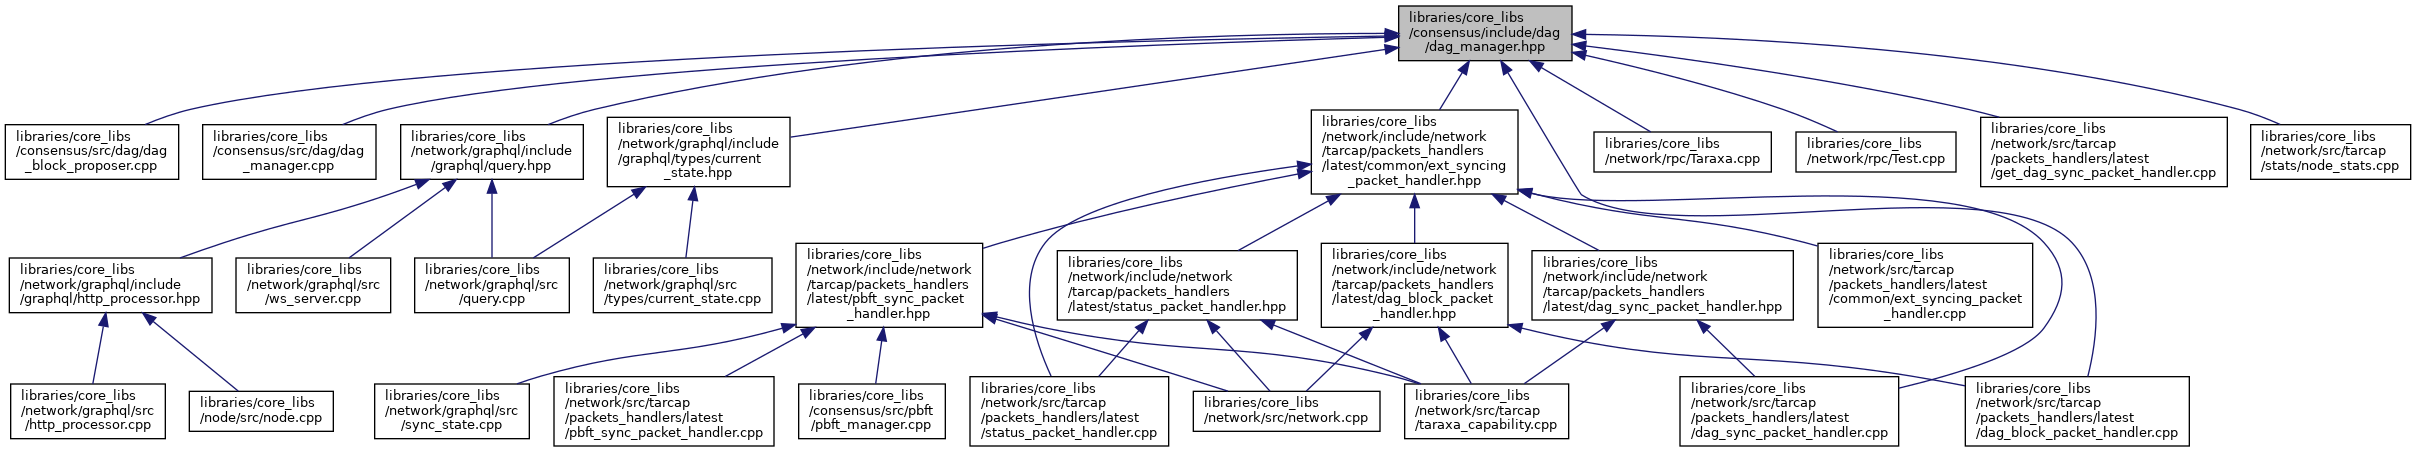 libraries/core_libs
/consensus/include/dag
/dag_manager.hpp
libraries/core_libs
/consensus/src/dag/dag
_block_proposer.cpp
libraries/core_libs
/consensus/src/dag/dag
_manager.cpp
libraries/core_libs
/network/graphql/include
/graphql/query.hpp
libraries/core_libs
/network/graphql/include
/graphql/types/current
_state.hpp
libraries/core_libs
/network/include/network
/tarcap/packets_handlers
/latest/common/ext_syncing
_packet_handler.hpp
libraries/core_libs
/network/rpc/Taraxa.cpp
libraries/core_libs
/network/rpc/Test.cpp
libraries/core_libs
/network/src/tarcap
/packets_handlers/latest
/get_dag_sync_packet_handler.cpp
libraries/core_libs
/network/src/tarcap
/stats/node_stats.cpp
libraries/core_libs
/network/graphql/include
/graphql/http_processor.hpp
libraries/core_libs
/network/graphql/src
/ws_server.cpp
libraries/core_libs
/network/graphql/src
/query.cpp
libraries/core_libs
/network/graphql/src
/types/current_state.cpp
libraries/core_libs
/network/include/network
/tarcap/packets_handlers
/latest/pbft_sync_packet
_handler.hpp
libraries/core_libs
/network/include/network
/tarcap/packets_handlers
/latest/status_packet_handler.hpp
libraries/core_libs
/network/include/network
/tarcap/packets_handlers
/latest/dag_block_packet
_handler.hpp
libraries/core_libs
/network/include/network
/tarcap/packets_handlers
/latest/dag_sync_packet_handler.hpp
libraries/core_libs
/network/src/tarcap
/packets_handlers/latest
/common/ext_syncing_packet
_handler.cpp
libraries/core_libs
/network/graphql/src
/http_processor.cpp
libraries/core_libs
/node/src/node.cpp
libraries/core_libs
/network/graphql/src
/sync_state.cpp
libraries/core_libs
/network/src/tarcap
/packets_handlers/latest
/pbft_sync_packet_handler.cpp
libraries/core_libs
/consensus/src/pbft
/pbft_manager.cpp
libraries/core_libs
/network/src/tarcap
/packets_handlers/latest
/status_packet_handler.cpp
libraries/core_libs
/network/src/network.cpp
libraries/core_libs
/network/src/tarcap
/taraxa_capability.cpp
libraries/core_libs
/network/src/tarcap
/packets_handlers/latest
/dag_sync_packet_handler.cpp
libraries/core_libs
/network/src/tarcap
/packets_handlers/latest
/dag_block_packet_handler.cpp